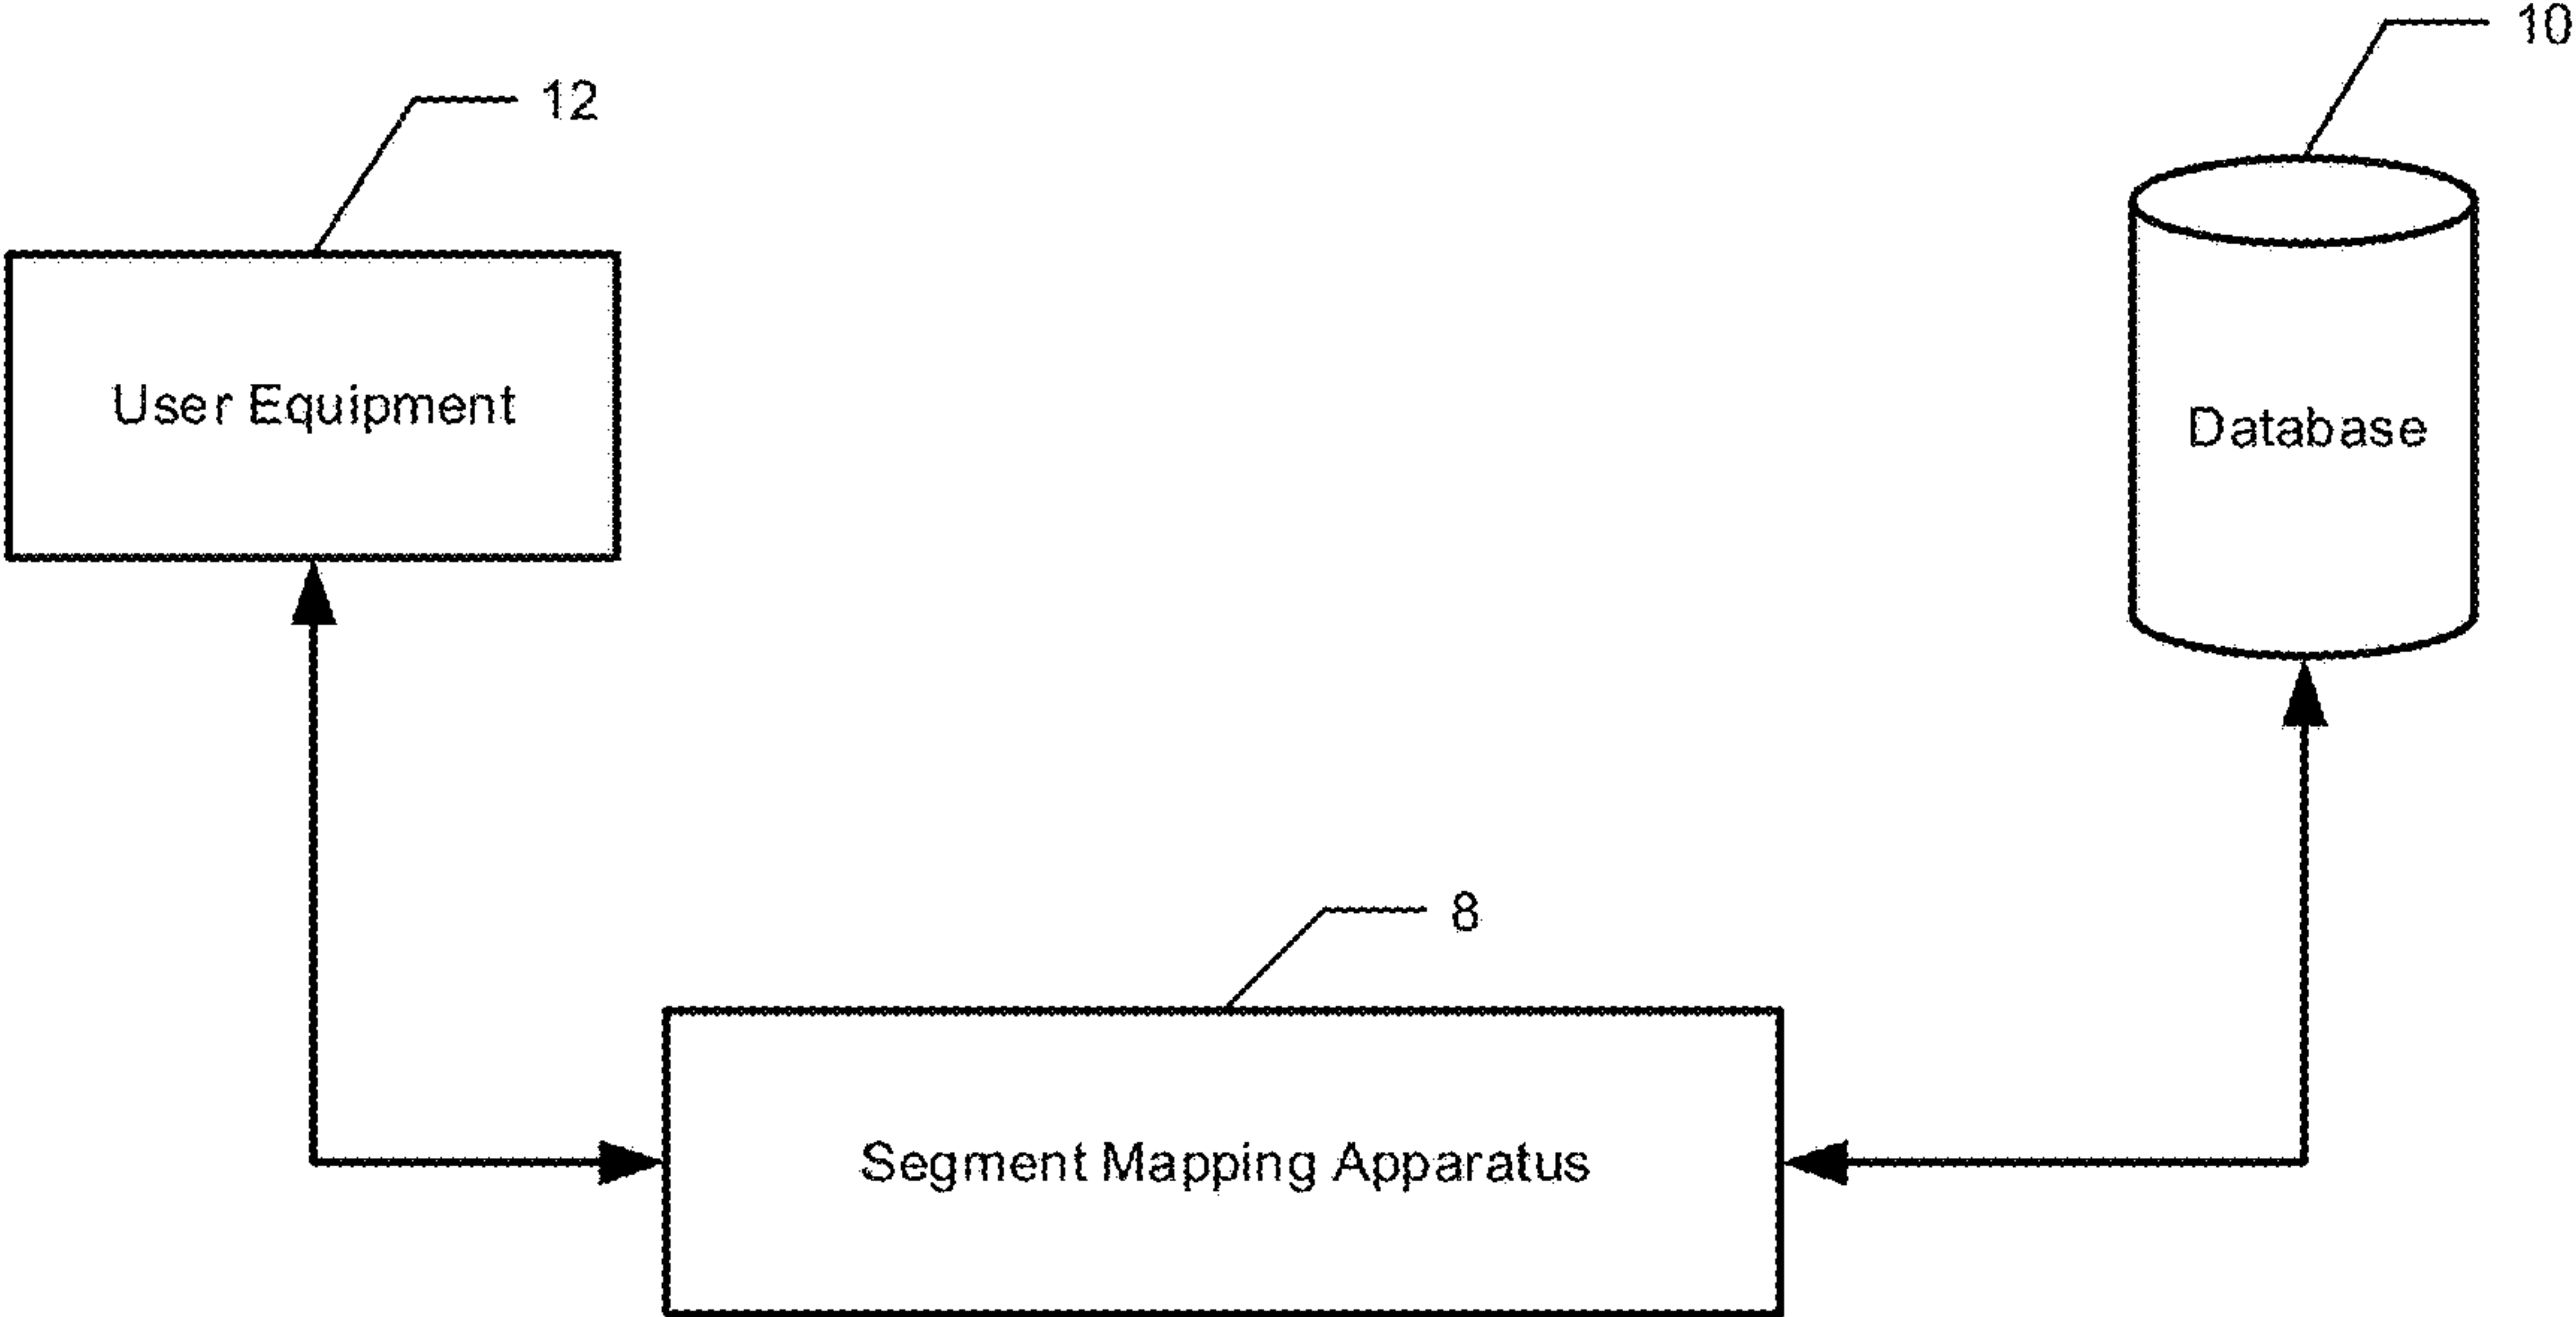 10
12
User Equipment
Database
8
Segment Mapping Apparatus